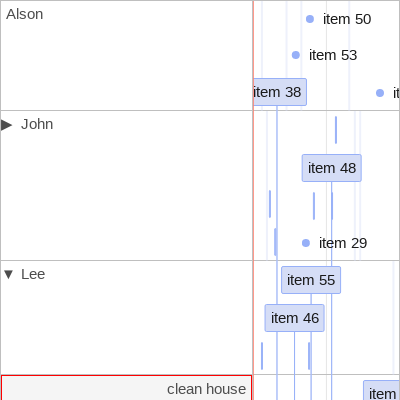 Alson
item 50
item 53
item 38
▶ John
item 48
item 29
▼ Lee
item 55
item 46
clean house
item